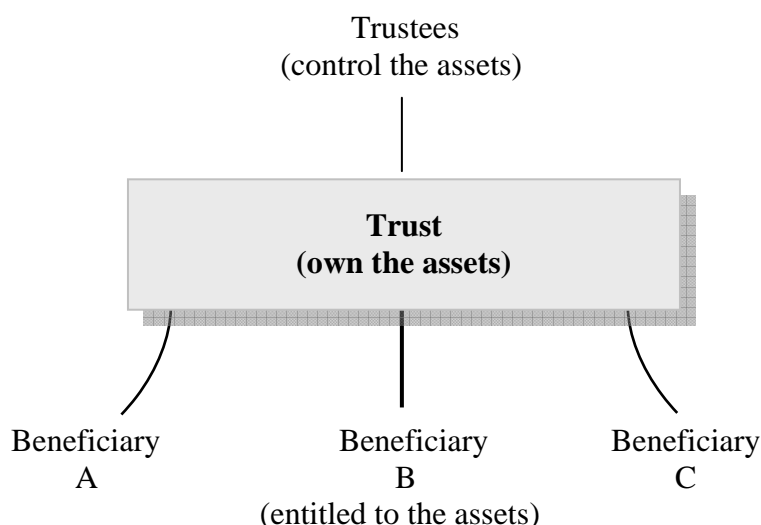 Trustees
(control the assets)
Trust
(own the assets)
Beneficiary
A
Beneficiary
B
(entitled to the assets)
Beneficiary
C